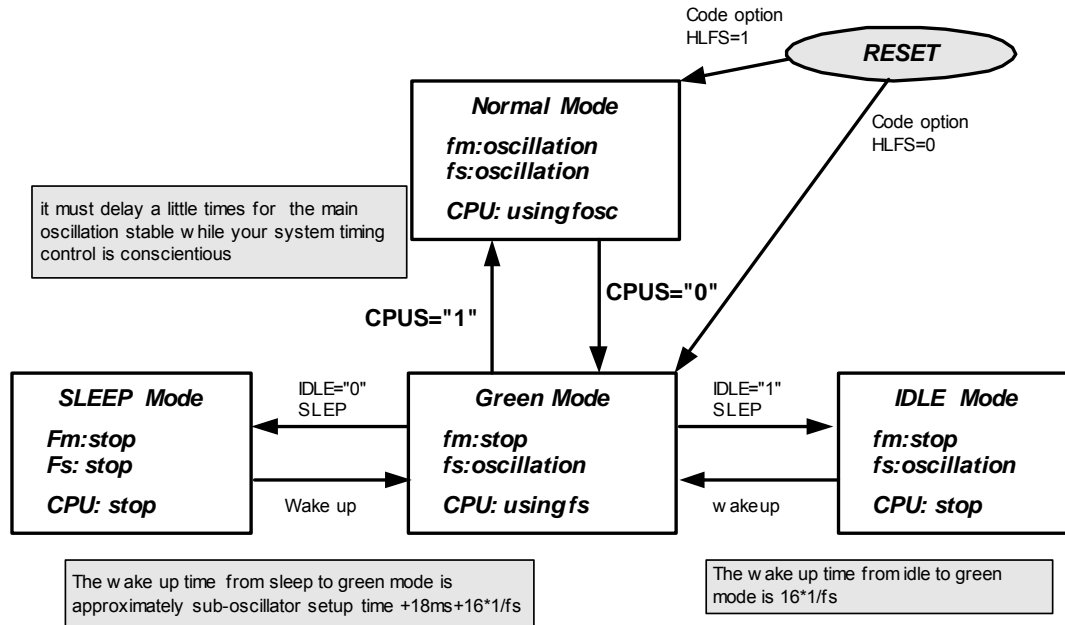 Code option
HLFS=1
RESET
Normal Mode
fm:oscillation
fs:oscillation
CPU: using fosc
Code option
HLFS=0
it must delay a little times for the main
oscillation stable while your system timing
control is conscientious
CPUS="1"
CPUS="0"
SLEEP Mode
Fm:stop
Fs: stop
CPU: stop
IDLE="0"
SLEP
Wake up
Green Mode
fm:stop
fs:oscillation
CPU: using fs
IDLE="1"
SLEP
wakeup
IDLE Mode
fm:stop
fs:oscillation
CPU: stop
The wake up time from sleep to green mode is
approximately sub-oscillator setup time +18ms+16*1/fs
The wake up time from idle to green
mode is 16*1/fs